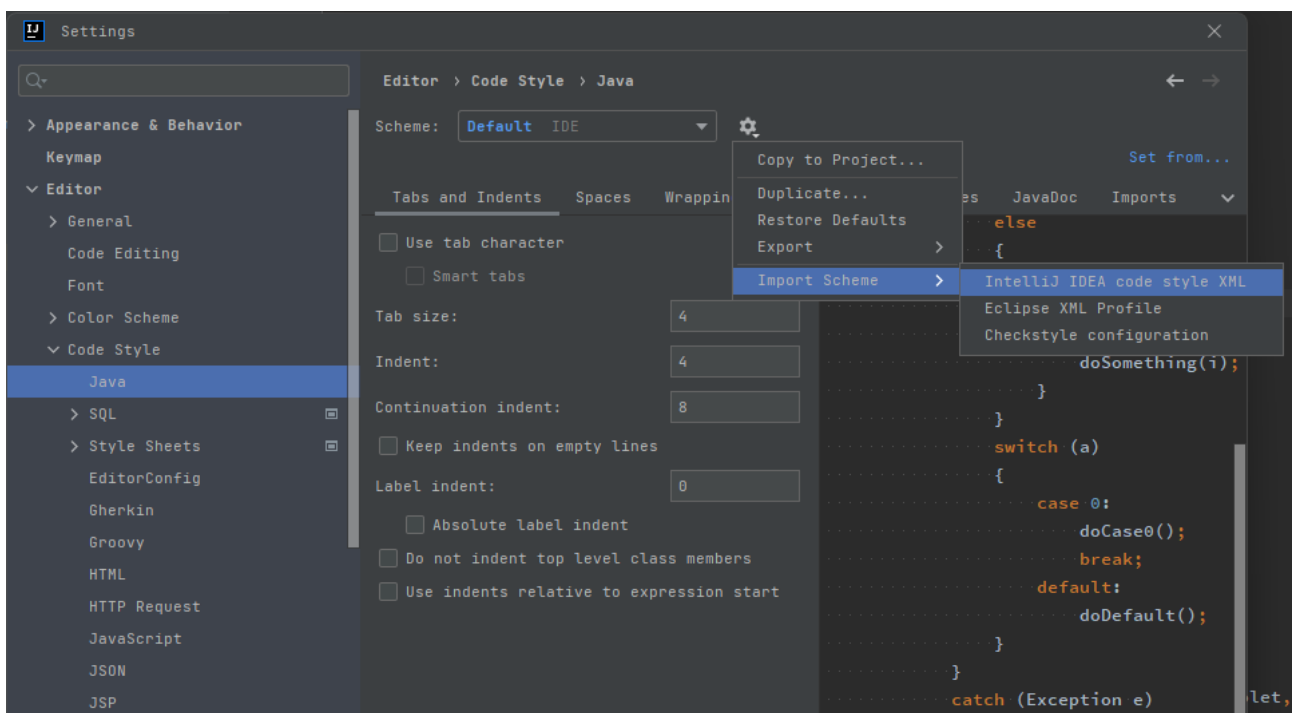 IJ
Settings
Editor › Code Style › Java
Appearance & Behavior
Keymap
Editor
General
Code Editing
Font
Color Scheme
Code Style
Java
SQL
Style Sheets
EditorConfig
Gherkin
Groovy
HTML
HTTP Request
JavaScript
JSON
JSP
Scheme: Default IDE
Set from...
Tabs and Indents Spaces Wrappin es JavaDoc Imports
Copy to Project...
Duplicate...
Restore Defaults
Export
Import Scheme
IntelliJ IDEA code style XML
Eclipse XML Profile
Checkstyle configuration
Use tab character
Smart tabs
Tab size: 4
Indent: 4
Continuation indent: 8
Keep indents on empty lines
Label indent: 0
Absolute label indent
Do not indent top level class members
Use indents relative to expression start
else
{
doSomething(i);
}
}
switch (a)
{
case 0:
doCase0();
break;
default:
doDefault();
}
}
catch (Exception e)
let,